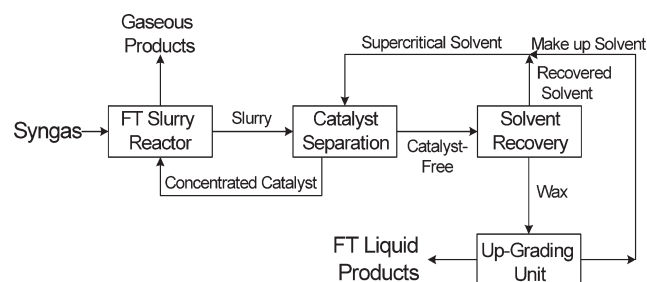 Gaseous
Products
Supercritical Solvent
Make up Solvent
Recovered
Solvent
Syngas
FT Slurry
Reactor
Slurry
Catalyst
Separation
Catalyst-
Free
Solvent
Recovery
Concentrated Catalyst
Wax
FT Liquid
Products
Up-Grading
Unit